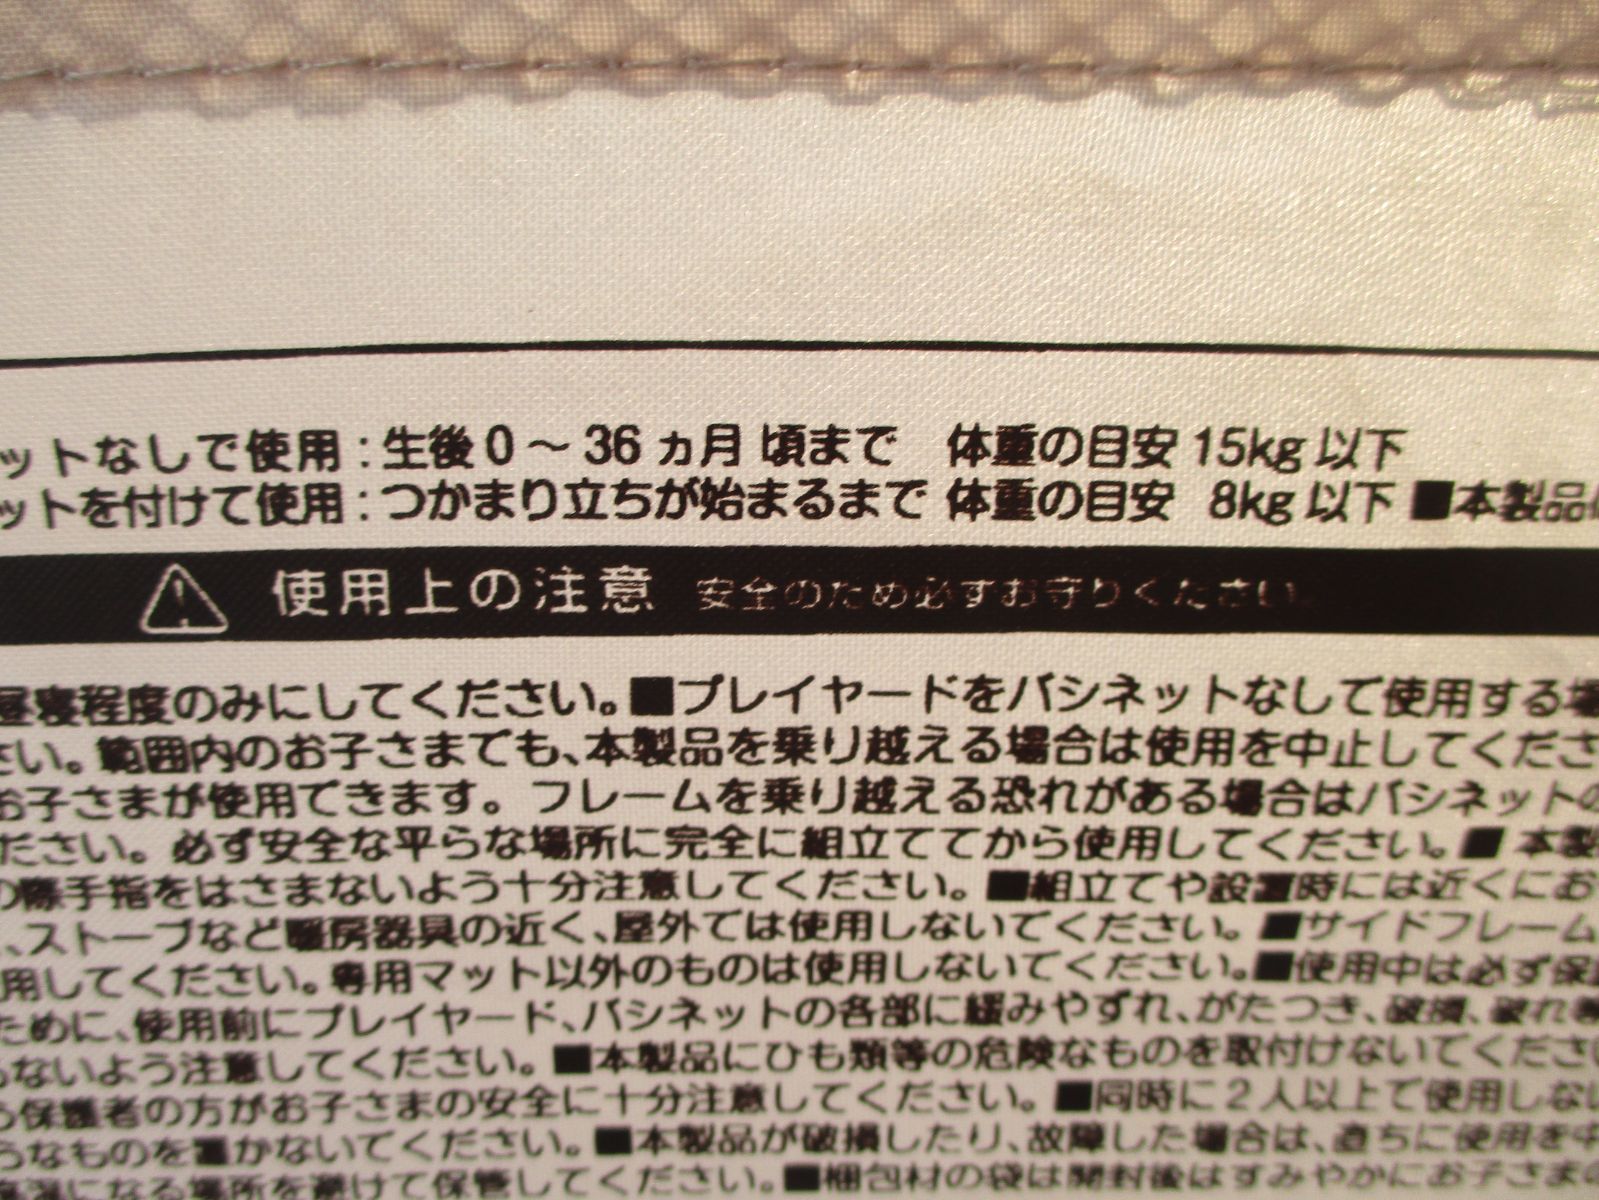 ットなしで使用：生後0～36ヵ月頃まで 体重の目安15kg以下
ットを付けて使用：つかまり立ちが始まるまで 体重の目安 8kg以下 ■本製品
使用上の注意 安全のため必ずお守りください。
昼寝程度のみにしてください。■プレイヤードをバシネットなしで使用する場
さい。範囲内のお子さまでも、本製品を乗り越える場合は使用を中止してくださ
お子さまが使用できます。フレームを乗り越える恐れがある場合はバシネットの
ださい。必ず安全な平らな場所に完全に組立ててから使用してください。■本製
の際手指をはさまないよう十分注意してください。■組立てや設置時には近くにお
、ストーブなど暖房器具の近く、屋外では使用しないでください。■サイドフレーム
用してください。専用マット以外のものは使用しないでください。■使用中は必ず保
ために、使用前にプレイヤード、バシネットの各部に緩みやずれ、がたつき、破損、破れ等
らないよう注意してください。■本製品にひも類等の危険なものを取付けないでくださ
ら保護者の方がお子さまの安全に十分注意してください。■同時に2人以上で使用しない
うなものを置かないでください。■本製品が破損したり、故障した場合は、直ちに使用を中
高温になる場所を避けて保管してください。■梱包材の袋は開封後はすみやかにお子さまの